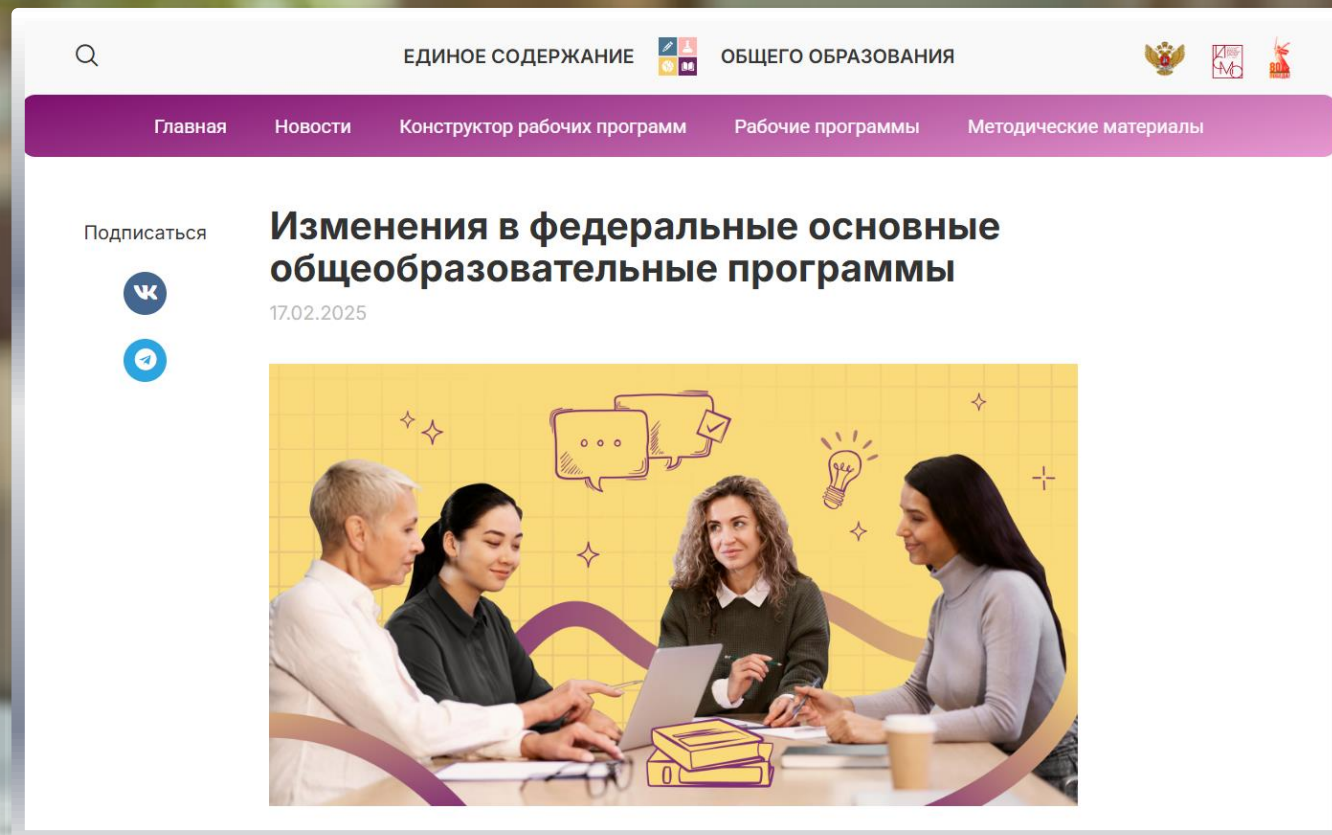 ЕДИНОЕ СОДЕРЖАНИЕ ОБЩЕГО ОБРАЗОВАНИЯ
Главная Новости Конструктор рабочих программ Рабочие программы Методические материалы
Подписаться
Изменения в федеральные основные
общеобразовательные программы
17.02.2025